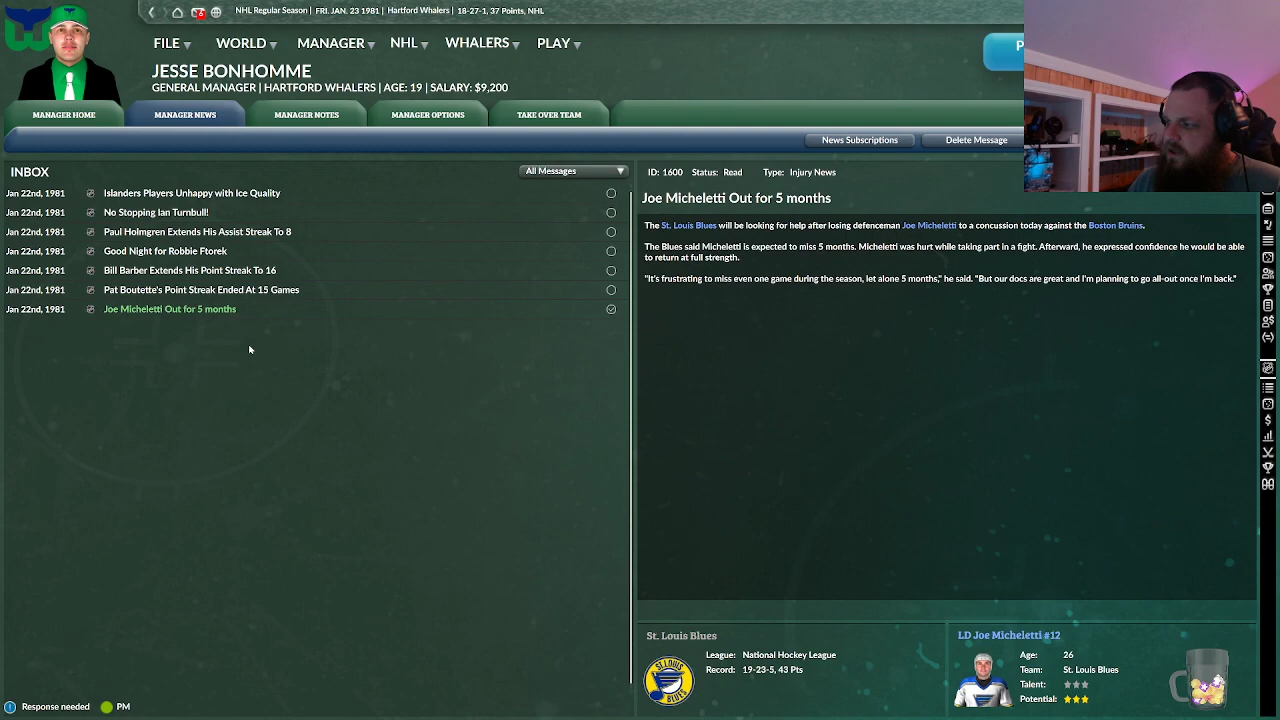 NHL Regular Season | FRI. JAN. 23 1981 | Hartford Whalers | 18-27-1, 37 Points, NHL
FILE WORLD MANAGER NHL WHALERS PLAY
JESSE BONHOMME
GENERAL MANAGER | HARTFORD WHALERS | AGE: 19 | SALARY: $9,200
MANAGER HOME MANAGER NEWS MANAGER NOTES MANAGER OPTIONS TAKE OVER TEAM
News Subscriptions Delete Message
INBOX All Messages
Jan 22nd, 1981 Islanders Players Unhappy with Ice Quality
Jan 22nd, 1981 No Stopping Ian Turnbull!
Jan 22nd, 1981 Paul Holmgren Extends His Assist Streak To 8
Jan 22nd, 1981 Good Night for Robbie Ftorek
Jan 22nd, 1981 Bill Barber Extends His Point Streak To 16
Jan 22nd, 1981 Pat Boutette's Point Streak Ended At 15 Games
Jan 22nd, 1981 Joe Micheletti Out for 5 months
ID: 1600 Status: Read Type: Injury News
Joe Micheletti Out for 5 months
The St. Louis Blues will be looking for help after losing defenceman Joe Micheletti to a concussion today against the Boston Bruins.
The Blues said Micheletti is expected to miss 5 months. Micheletti was hurt while taking part in a fight. Afterward, he expressed confidence he would be able
to return at full strength.
"It's frustrating to miss even one game during the season, let alone 5 months," he said. "But our docs are great and I'm planning to go all-out once I'm back."
St. Louis Blues
League: National Hockey League
Record: 19-23-5, 43 Pts
LD Joe Micheletti #12
Age: 26
Team: St. Louis Blues
Talent:
Potential:
Response needed PM